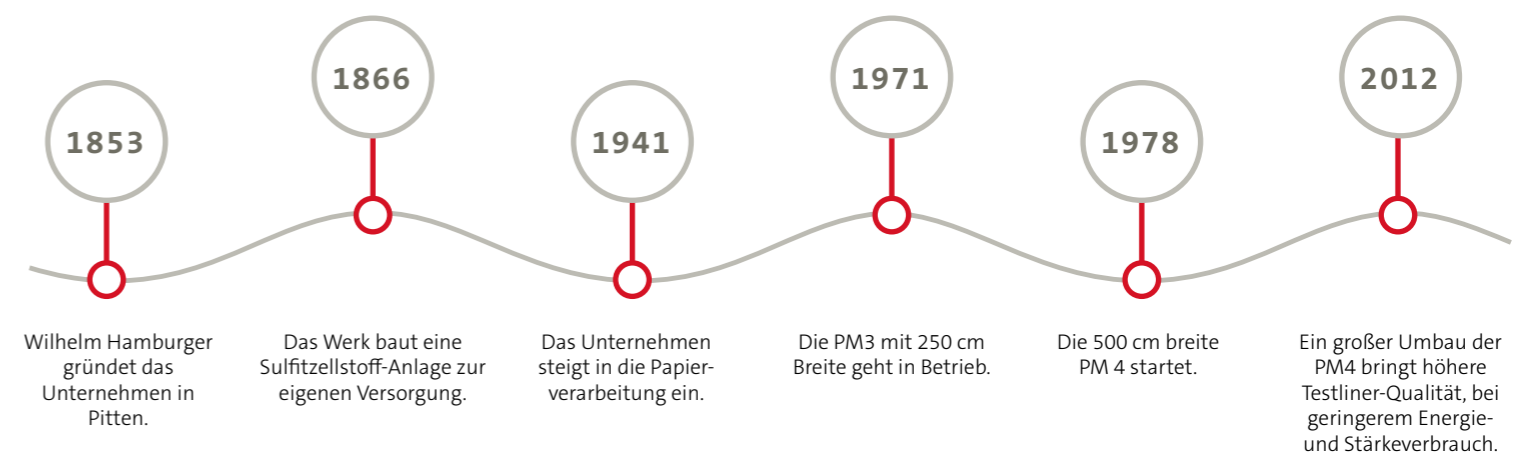 1853
Wilhelm Hamburger
gründet das
Unternehmen in
Pitten.
1866
Das Werk baut eine
Sulfitzellstoff-Anlage zur
eigenen Versorgung.
1941
Das Unternehmen
steigt in die Papier-
verarbeitung ein.
1971
Die PM3 mit 250 cm
Breite geht in Betrieb.
1978
Die 500 cm breite
PM 4 startet.
2012
Ein großer Umbau der
PM4 bringt höhere
Testliner-Qualität, bei
geringerem Energie-
und Stärkeverbrauch.